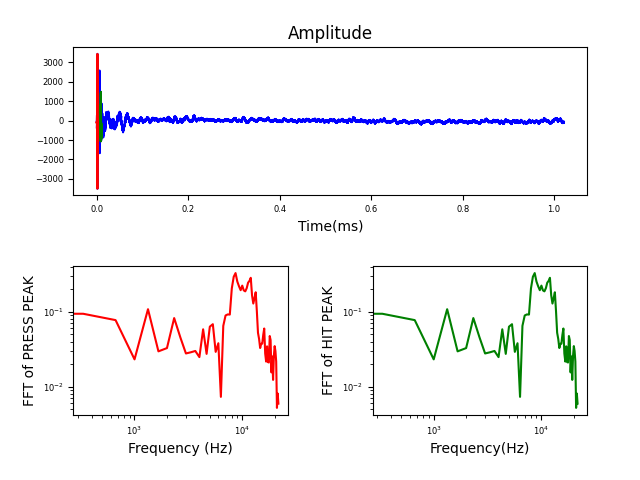 Amplitude
3000
2000
1000
0
−1000
−2000
−3000
0.0 0.2 0.4 0.6 0.8 1.0
Time(ms)
FFT of PRESS PEAK
10⁻¹
10⁻²
10³ 10⁴
Frequency (Hz)
FFT of HIT PEAK
10⁻¹
10⁻²
10³ 10⁴
Frequency(Hz)